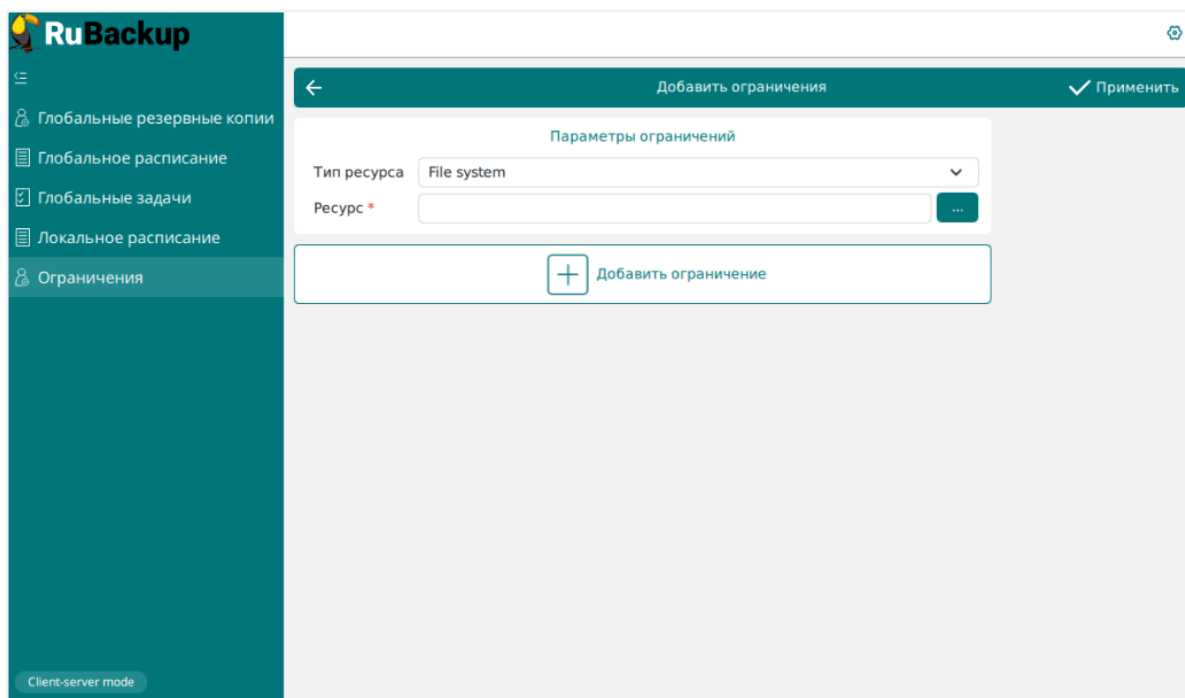 RuBackup
Глобальные резервные копии
Глобальное расписание
Глобальные задачи
Локальное расписание
Ограничения
Client-server mode
Добавить ограничения
Применить
Параметры ограничений
Тип ресурса File system
Ресурс * ...
Добавить ограничение